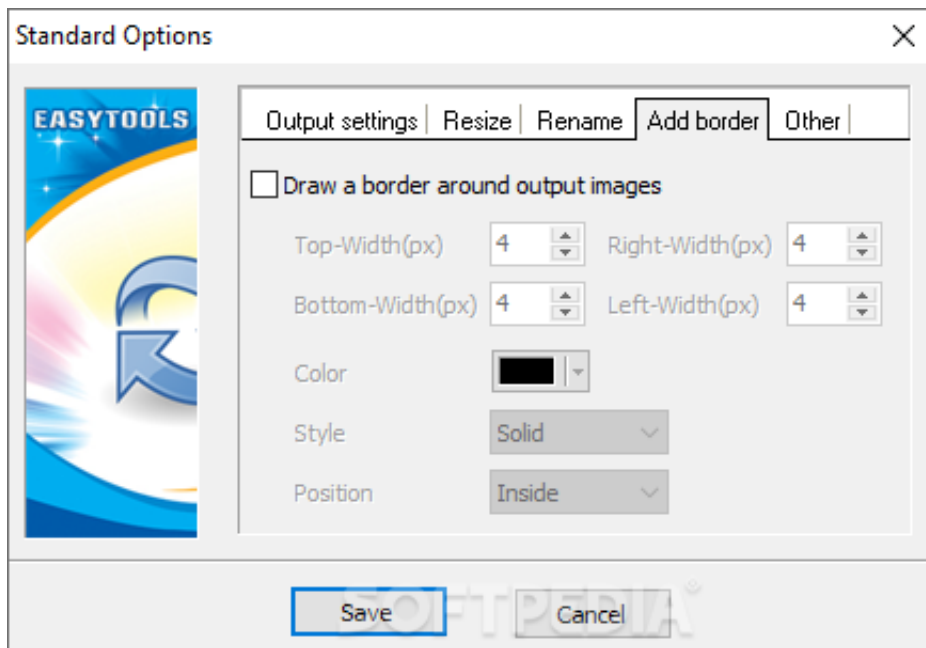 Standard Options
EASYTOOLS
Output settings Resize Rename Add border Other
Draw a border around output images
Top-Width(px) 4 Right-Width(px) 4
Bottom-Width(px) 4 Left-Width(px) 4
Color
Style Solid
Position Inside
SOFTPEDIA®
Save Cancel